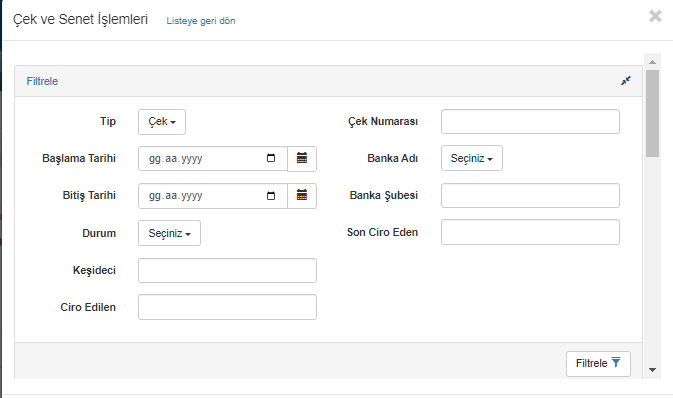 Çek ve Senet İşlemleri Listeye geri dön
Filtrele
Tip Çek
Çek Numarası
Başlama Tarihi gg.aa.yyyy
Banka Adı Seçiniz
Bitiş Tarihi gg.aa.yyyy
Banka Şubesi
Durum Seçiniz
Son Ciro Eden
Keşideci
Ciro Edilen
Filtrele